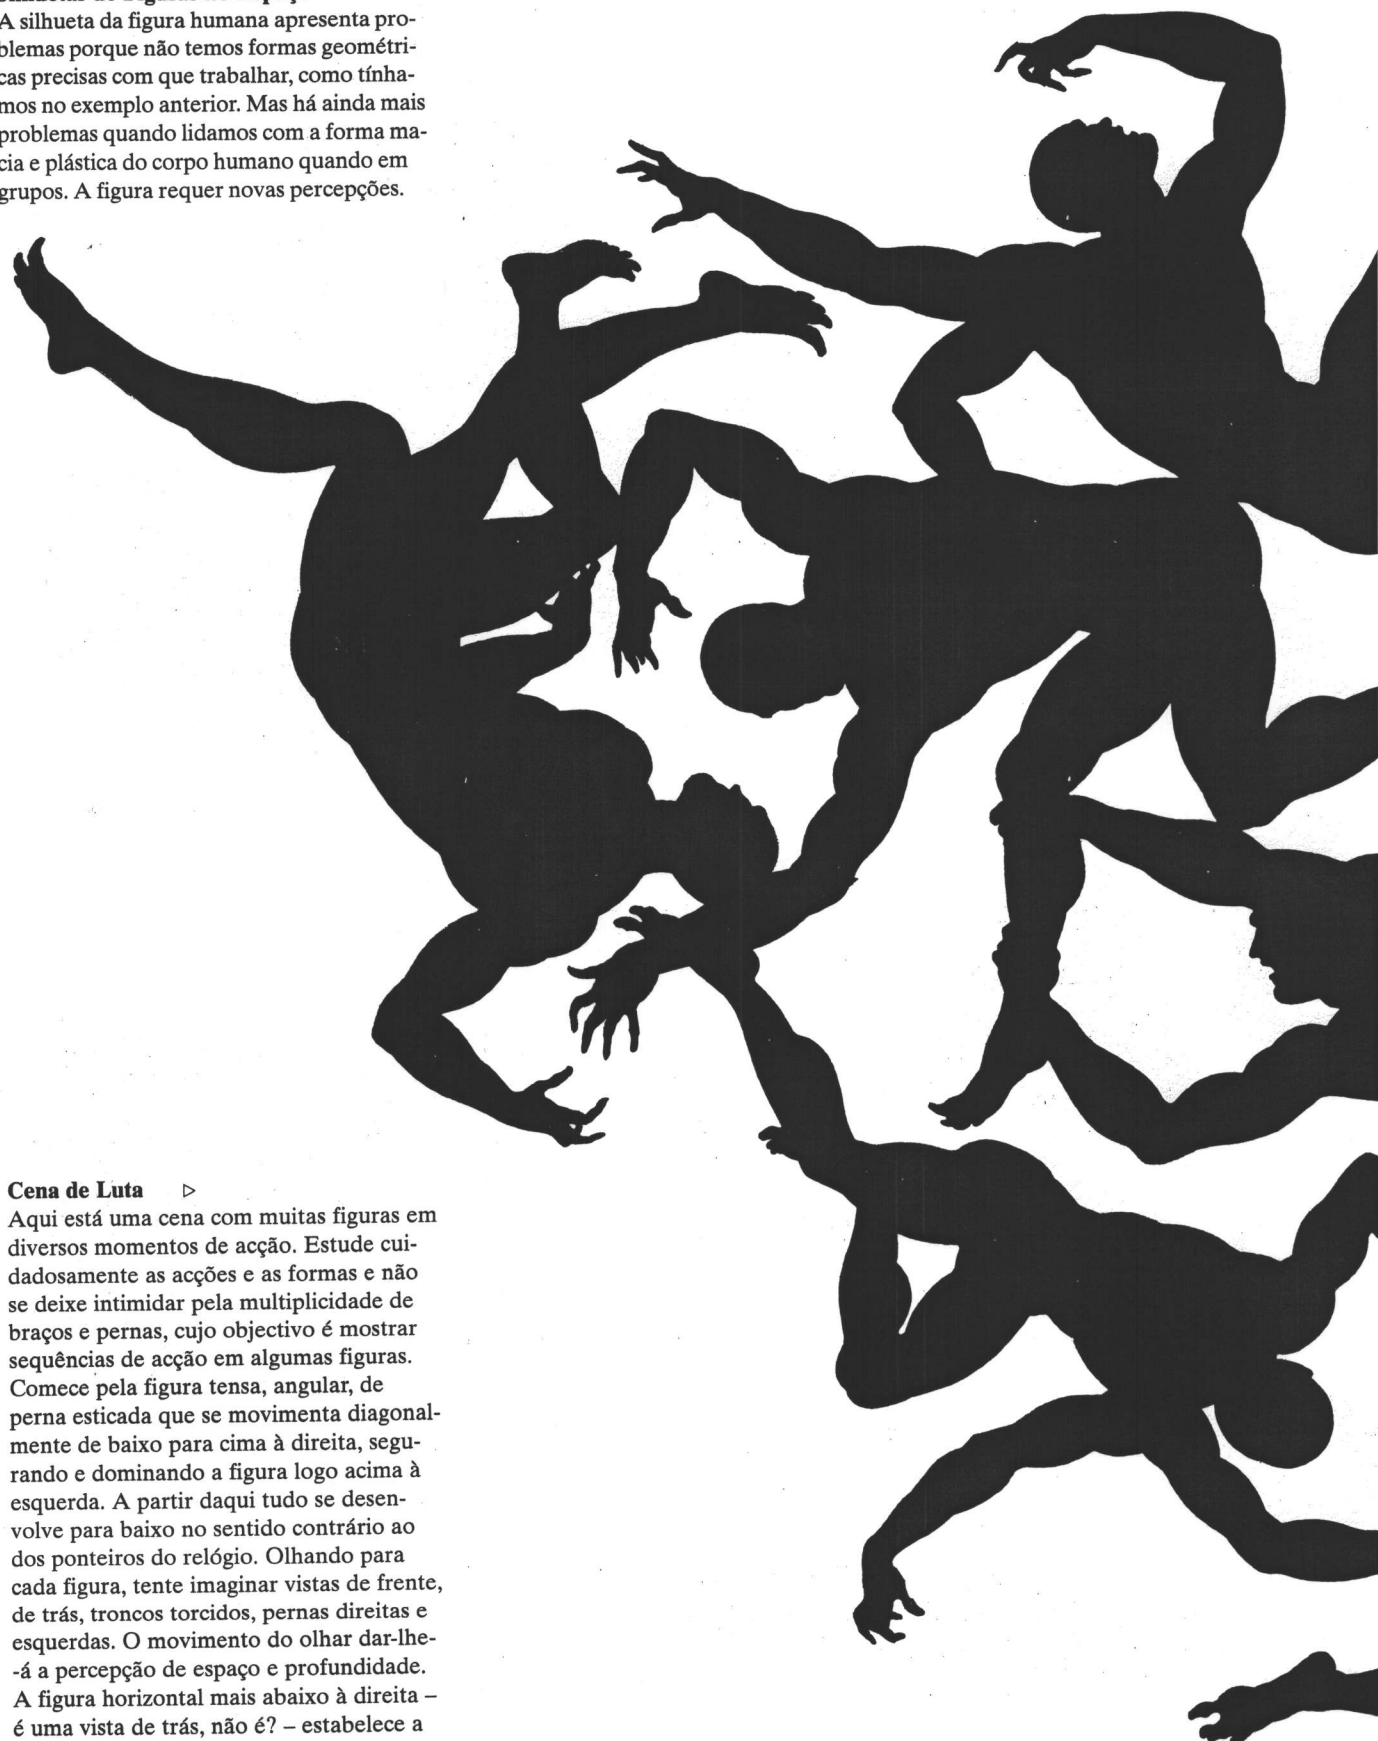 A silhueta da figura humana apresenta pro-
blemas porque não temos formas geométri-
cas precisas com que trabalhar, como tínha-
mos no exemplo anterior. Mas há ainda mais
problemas quando lidamos com a forma ma-
cia e plástica do corpo humano quando em
grupos. A figura requer novas percepções.
Cena de Luta ▷
Aqui está uma cena com muitas figuras em
diversos momentos de acção. Estude cui-
dadosamente as acções e as formas e não
se deixe intimidar pela multiplicidade de
braços e pernas, cujo objectivo é mostrar
sequências de acção em algumas figuras.
Comece pela figura tensa, angular, de
perna esticada que se movimenta diagonal-
mente de baixo para cima à direita, segu-
rando e dominando a figura logo acima à
esquerda. A partir daqui tudo se desen-
volve para baixo no sentido contrário ao
dos ponteiros do relógio. Olhando para
cada figura, tente imaginar vistas de frente,
de trás, troncos torcidos, pernas direitas e
esquerdas. O movimento do olhar dar-lhe-
-á a percepção de espaço e profundidade.
A figura horizontal mais abaixo à direita –
é uma vista de trás, não é? – estabelece a